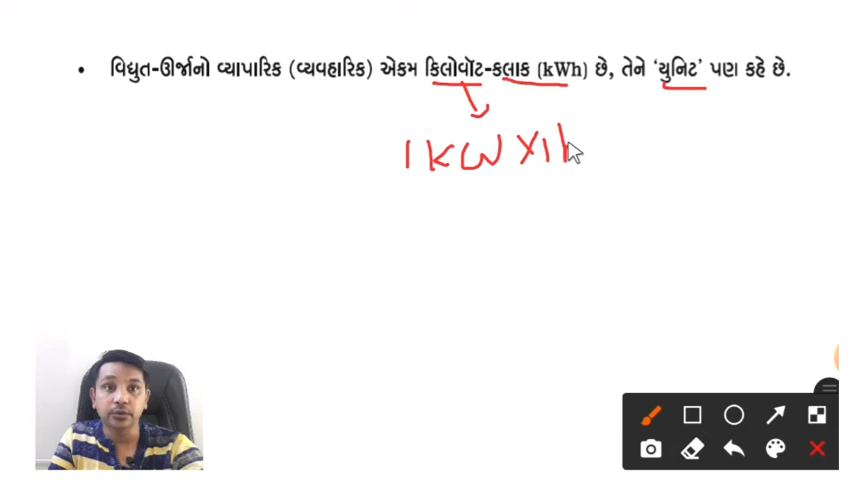 • વિદ્યુત-ઊર્જાનો વ્યાપારિક (વ્યવહારિક) એકમ કિલોવૉટ-કલાક (kWh) છે, તેને ‘યુનિટ’ પણ કહે છે.
1 KW X 1 h